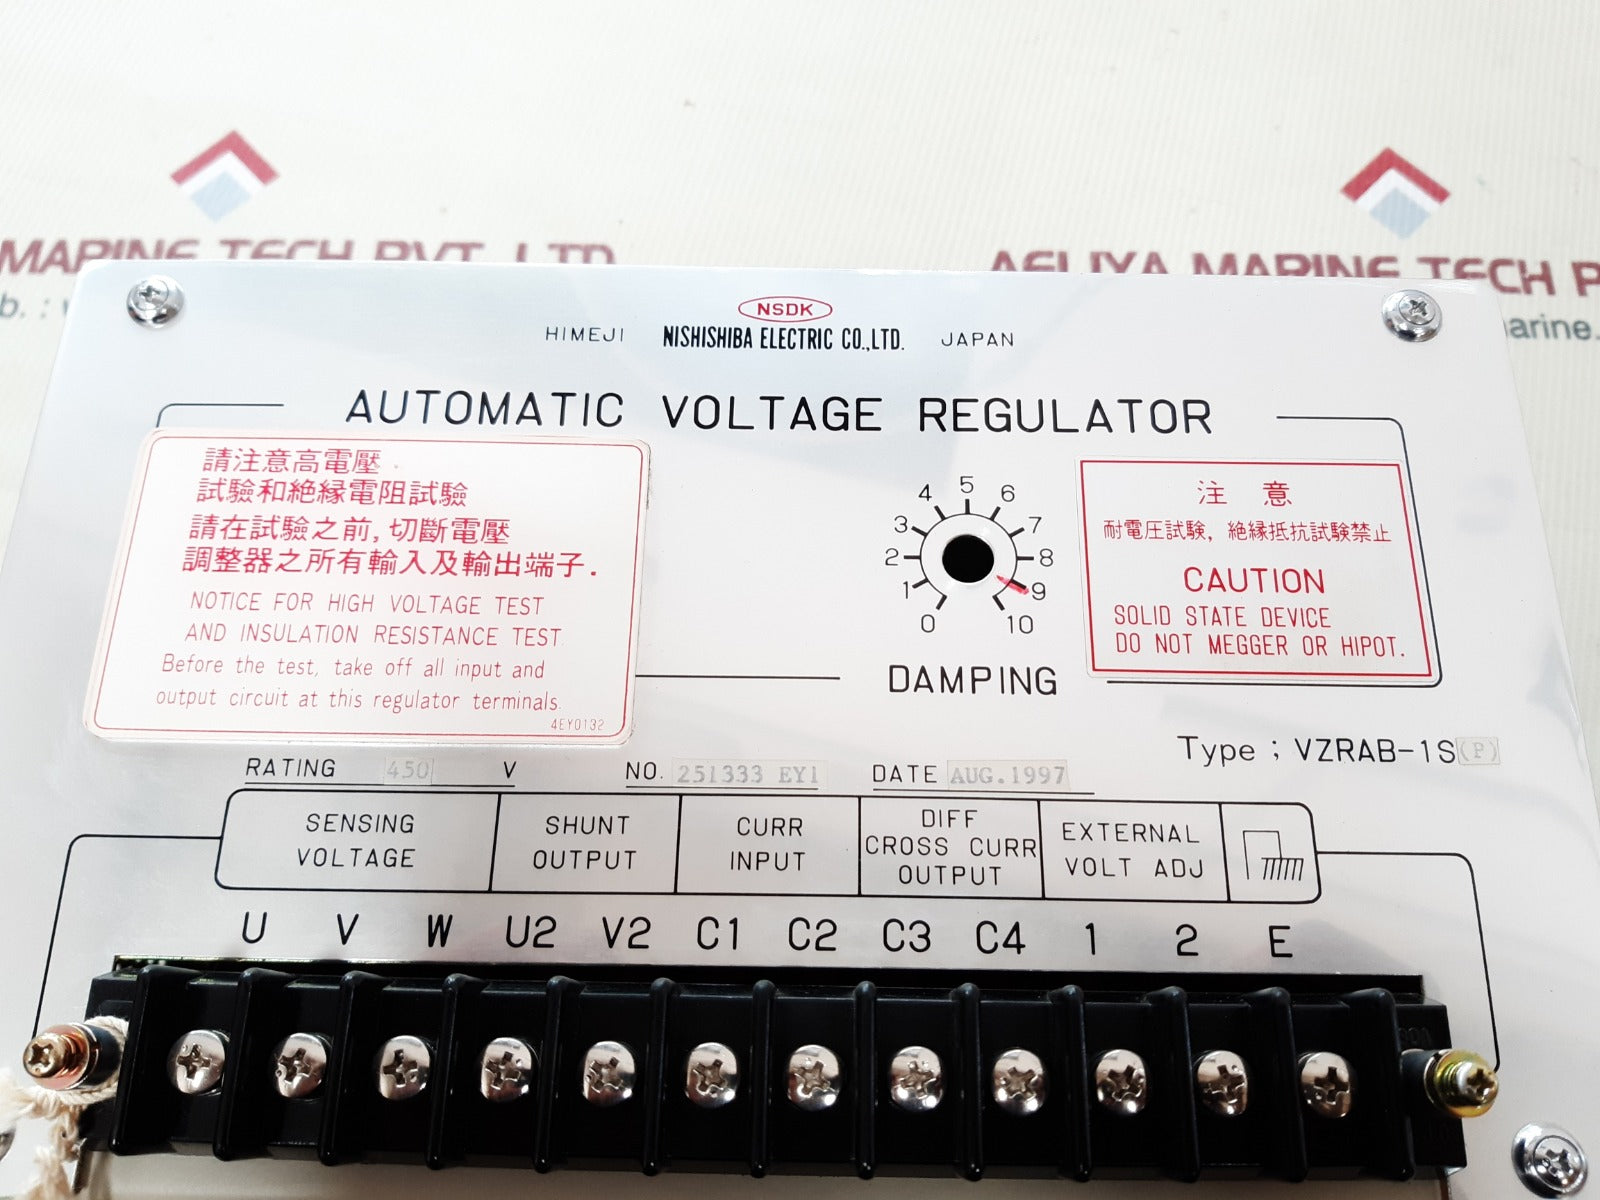 MARINE TECH PVT. LTD.
AELIYA MARINE TECH P
b. :
arine.
NSDK
HIMEJI NISHISHIBA ELECTRIC CO.,LTD. JAPAN
AUTOMATIC VOLTAGE REGULATOR
請注意高電壓
試驗和絶緣電阻試驗
請在試驗之前,切斷電壓
調整器之所有輸入及輸出端子.
NOTICE FOR HIGH VOLTAGE TEST
AND INSULATION RESISTANCE TEST
Before the test, take off all input and
output circuit at this regulator terminals.
4EY0132
0 1 2 3 4 5 6 7 8 9 10
DAMPING
注 意
耐電圧試験, 絶縁抵抗試験禁止
CAUTION
SOLID STATE DEVICE
DO NOT MEGGER OR HIPOT.
Type ; VZRAB-1S(P)
RATING 450 V NO. 251333 EY1 DATE AUG.1997
SENSING
VOLTAGE
SHUNT
OUTPUT
CURR
INPUT
DIFF
CROSS CURR
OUTPUT
EXTERNAL
VOLT ADJ
U V W U2 V2 C1 C2 C3 C4 1 2 E